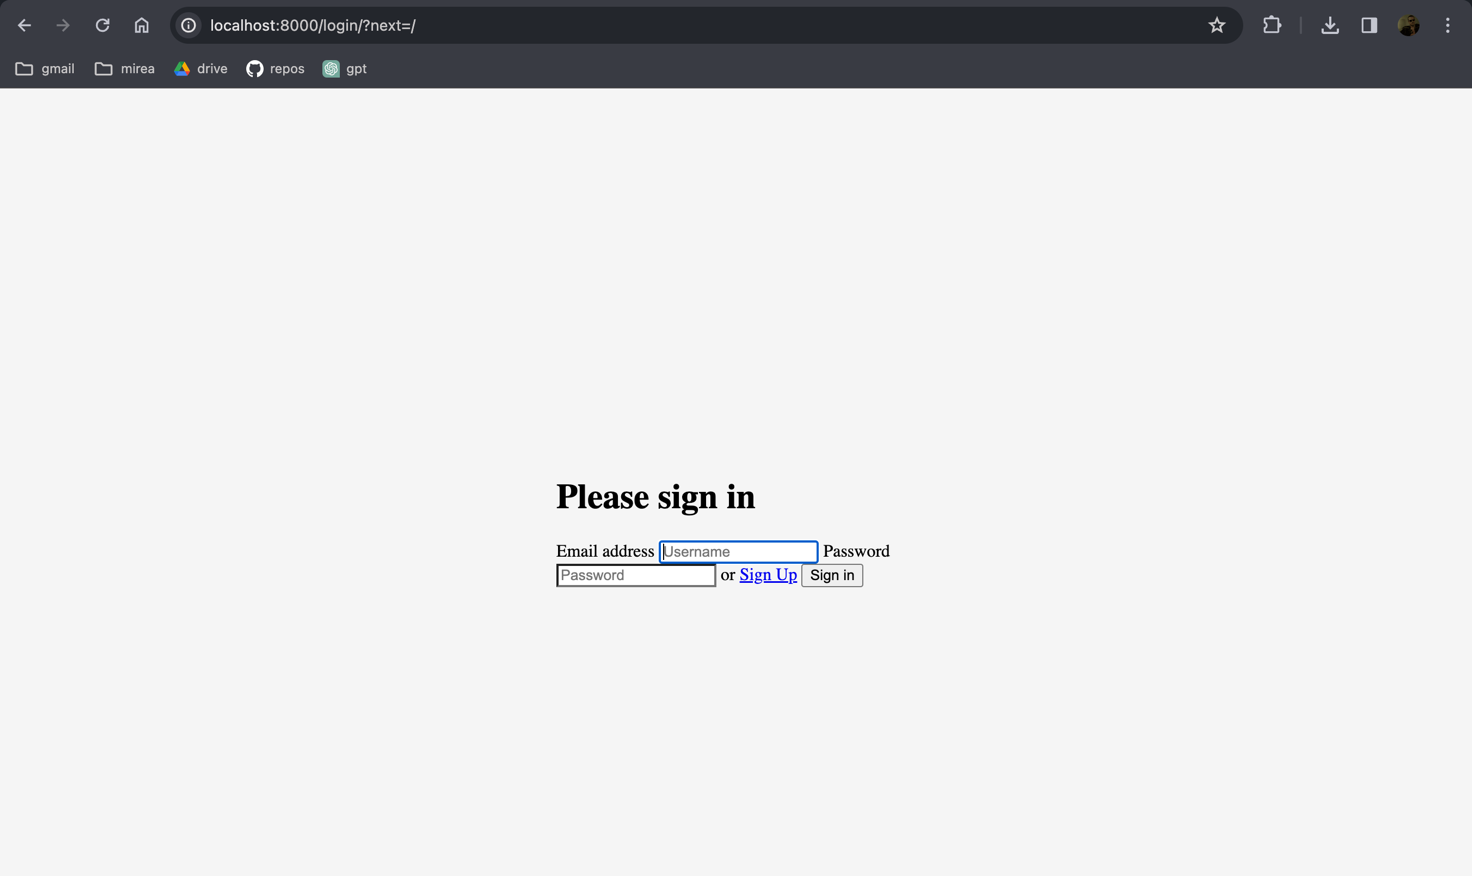 localhost:8000/login/?next=/
gmail mirea drive repos gpt
Please sign in
Email address Username Password
Password or Sign Up Sign in